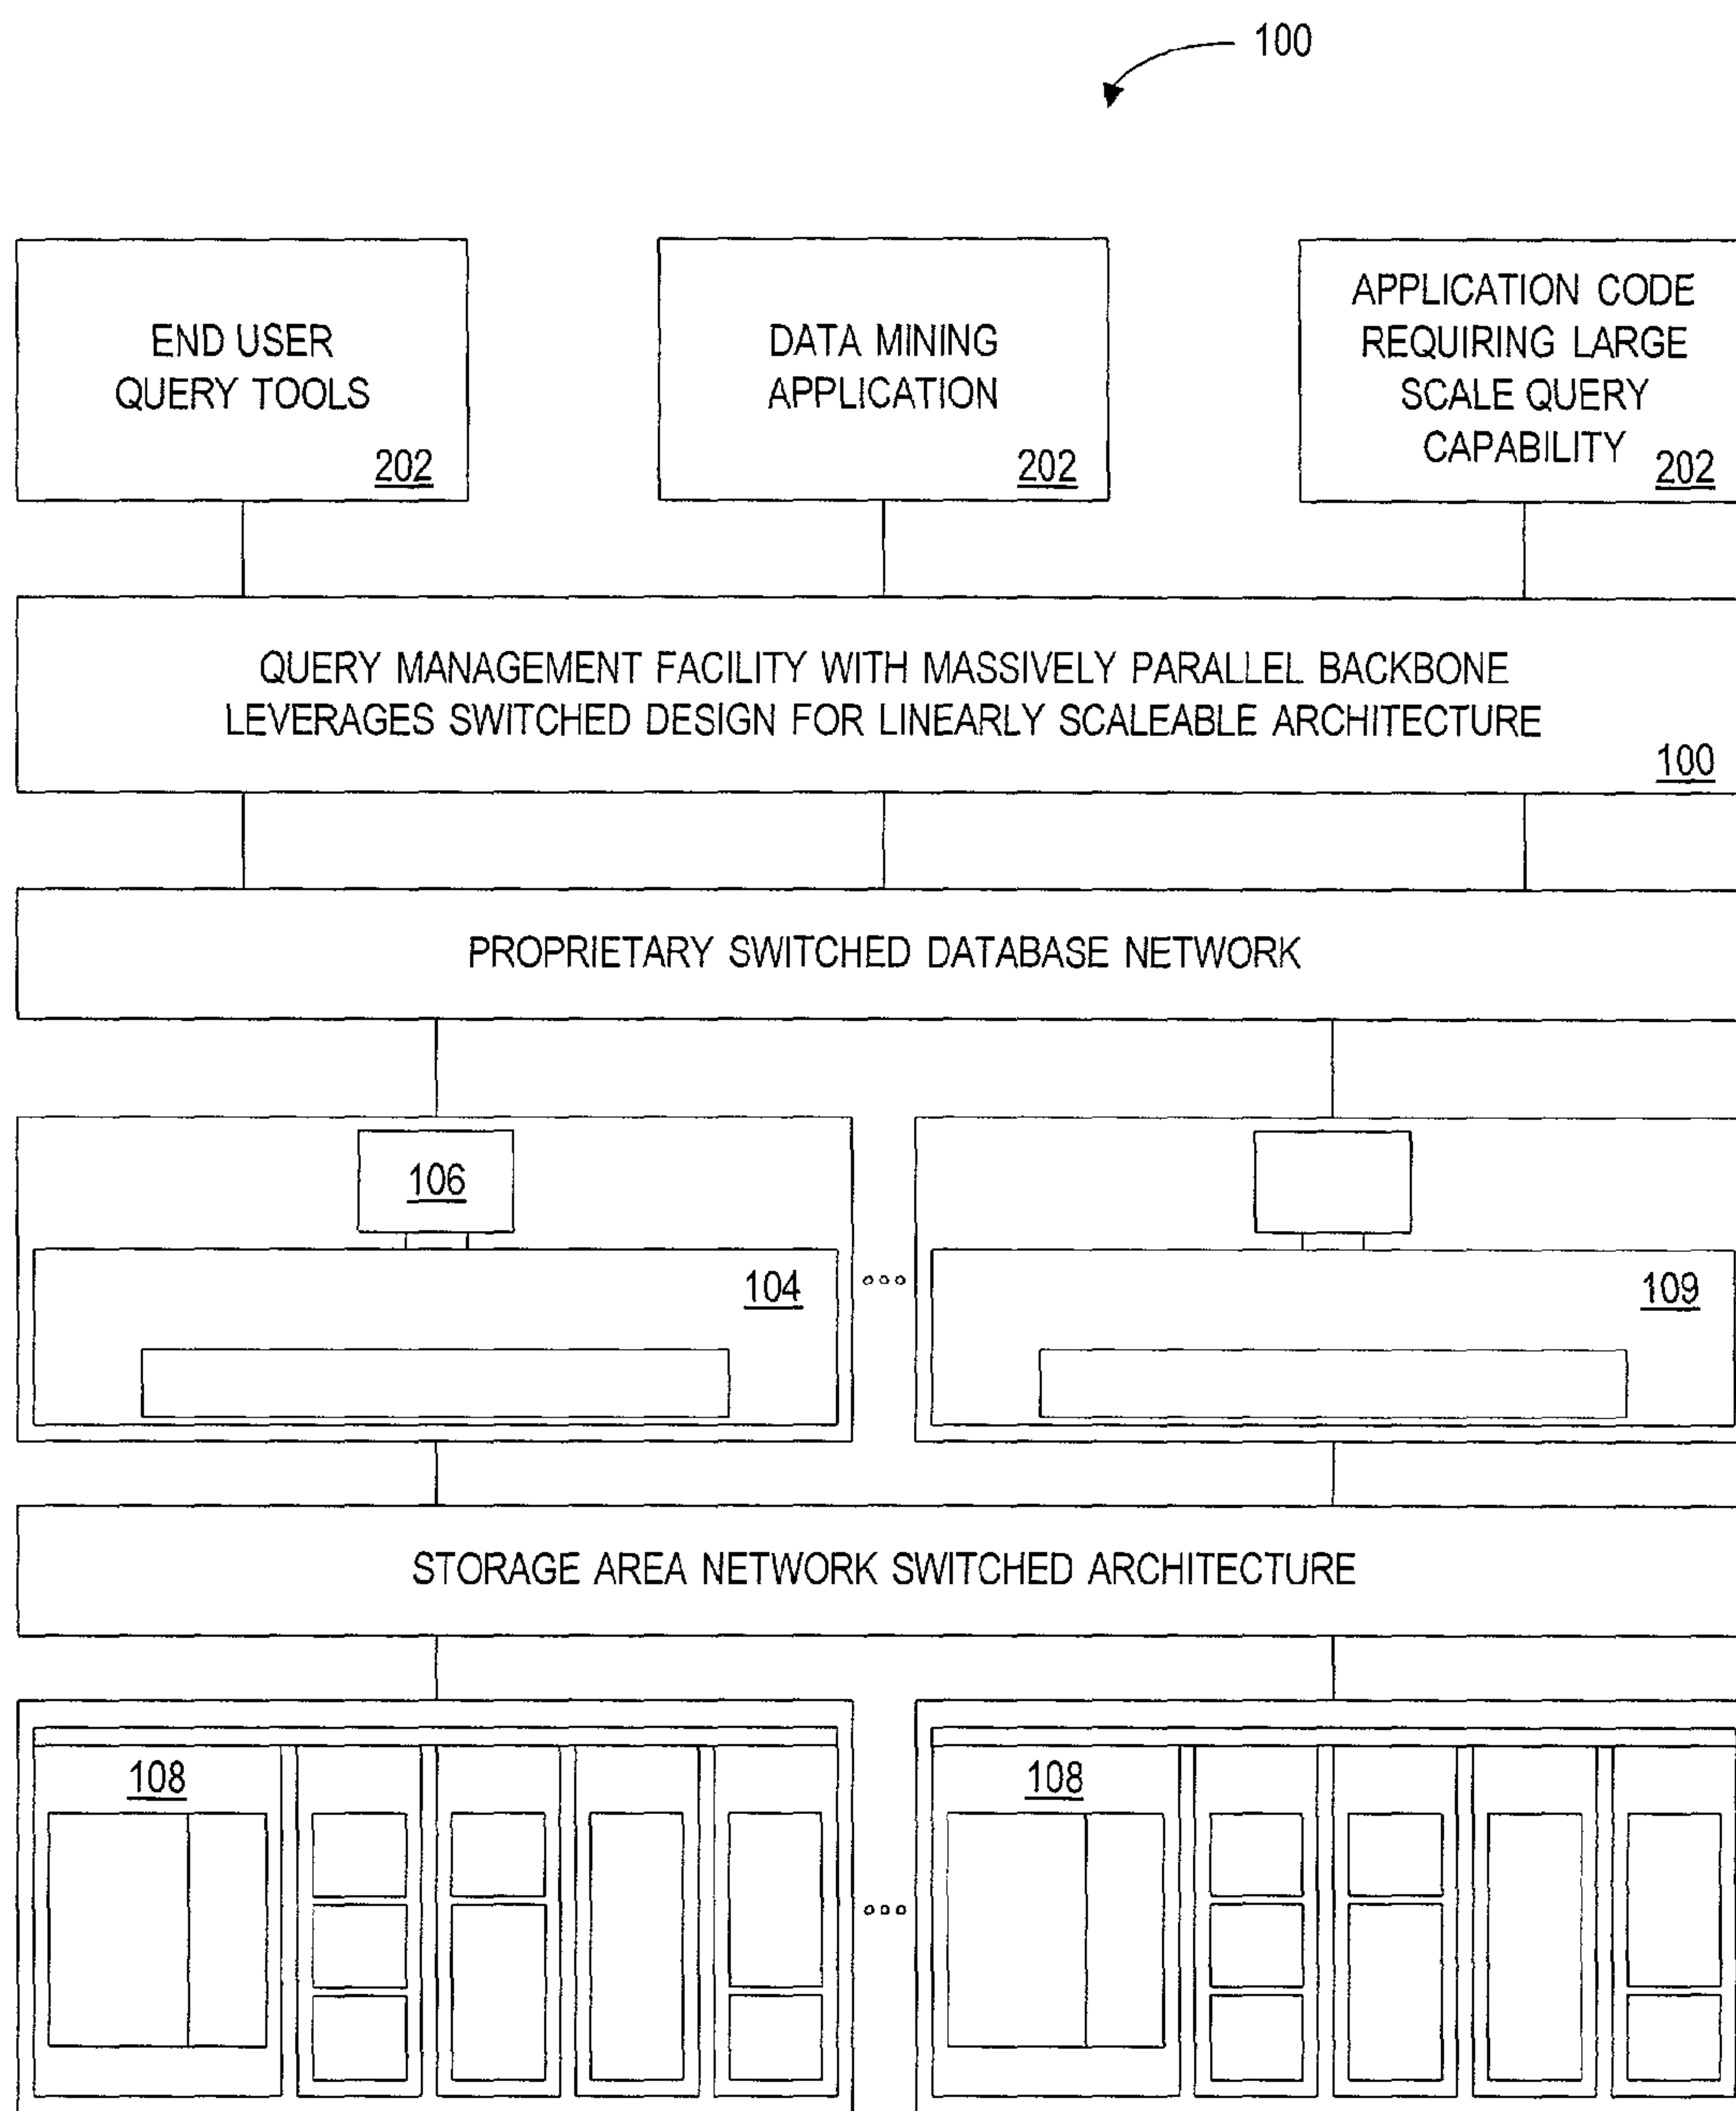 100
END USER
QUERY TOOLS
202
DATA MINING
APPLICATION
202
APPLICATION CODE
REQUIRING LARGE
SCALE QUERY
CAPABILITY
202
QUERY MANAGEMENT FACILITY WITH MASSIVELY PARALLEL BACKBONE
LEVERAGES SWITCHED DESIGN FOR LINEARLY SCALEABLE ARCHITECTURE
100
PROPRIETARY SWITCHED DATABASE NETWORK
106
104
109
STORAGE AREA NETWORK SWITCHED ARCHITECTURE
108
108